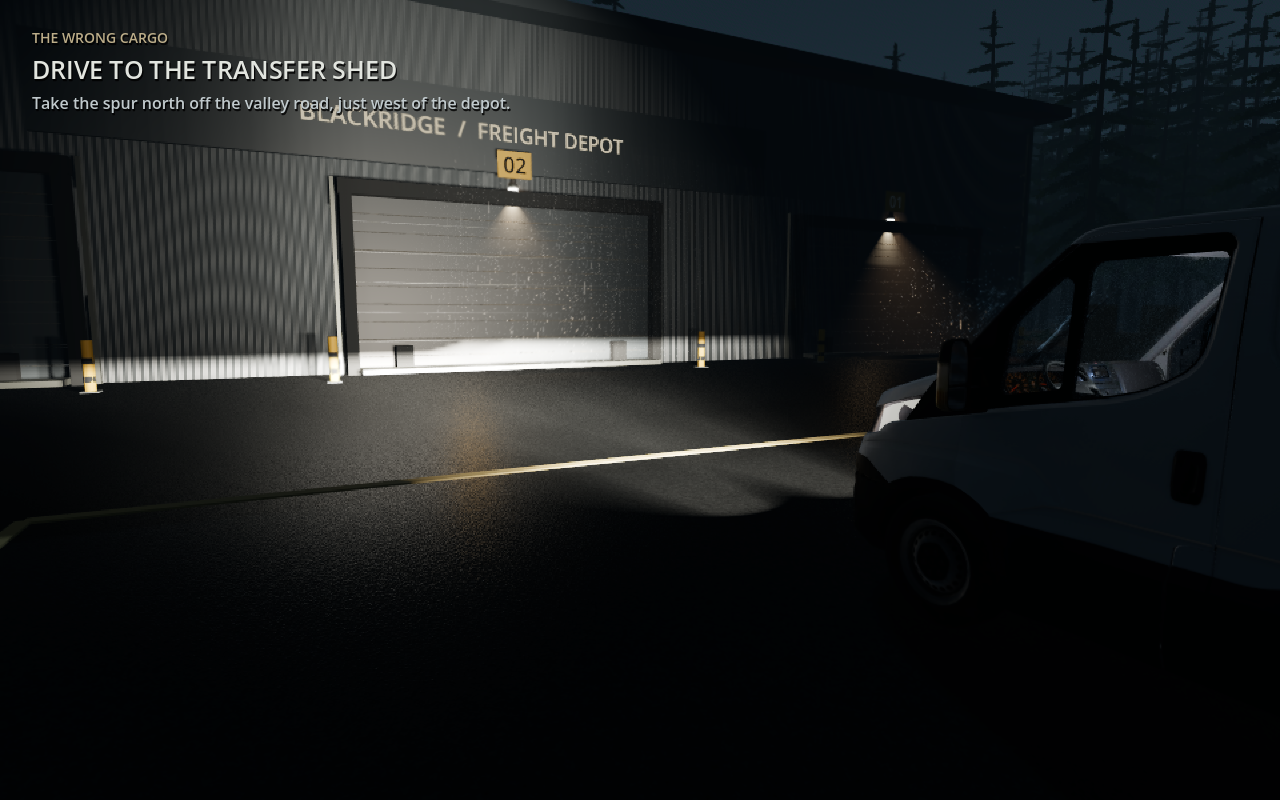 THE WRONG CARGO
DRIVE TO THE TRANSFER SHED
Take the spur north off the valley road, just west of the depot.
BLACKRIDGE / FREIGHT DEPOT
02
01